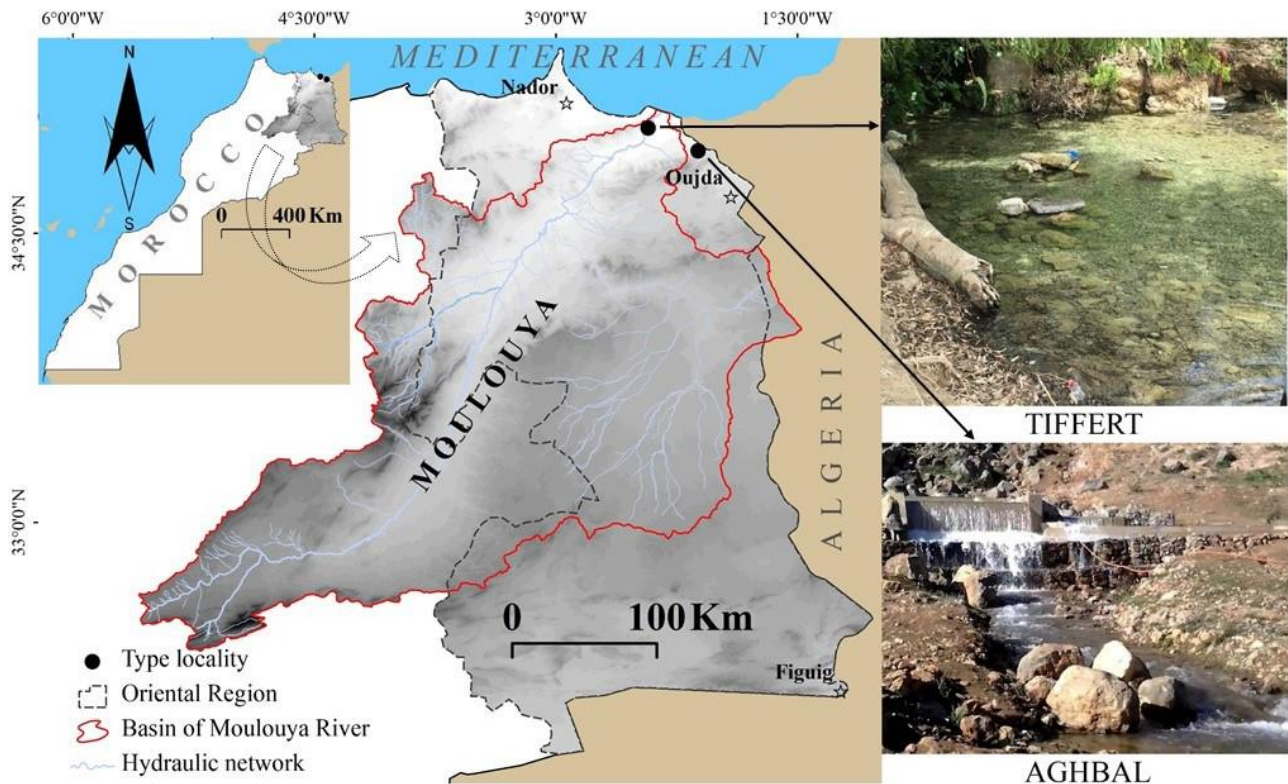 6°0'0"W
4°30'0"W
3°0'0"W
1°30'0"W
34°30'0"N
33°0'0"N
MEDITERRANEAN
Nador
Oujda
N
S
MOROCCO
0 400 Km
MOULOUYA
ALGERIA
0 100 Km
Figuig
Type locality
Oriental Region
Basin of Moulouya River
Hydraulic network
TIFFERT
AGHBAL